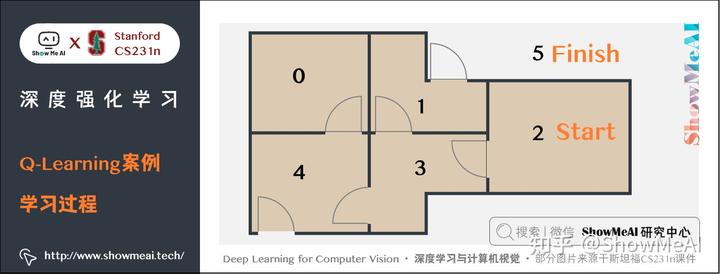 Show Me AI
X
Stanford
CS231n
深度强化学习
Q-Learning案例
学习过程
http://www.showmeai.tech/
0
1
2 Start
3
4
5 Finish
ShowMeAI
搜索 | 微信 ShowMeAI 研究中心
知乎 @ShowMeAI
Deep Learning for Computer Vision · 深度学习与计算机视觉 · 部分图片来源于斯坦福CS231n课件